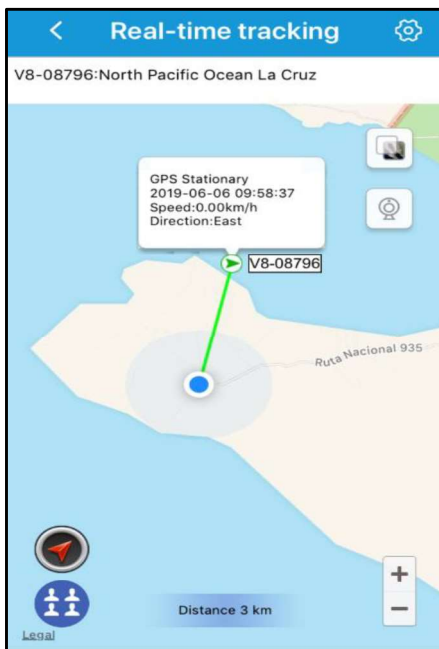 Real-time tracking
V8-08796:North Pacific Ocean La Cruz
GPS Stationary
2019-06-06 09:58:37
Speed:0.00km/h
Direction:East
V8-08796
Ruta Nacional 935
+
Distance 3 km
−
Legal